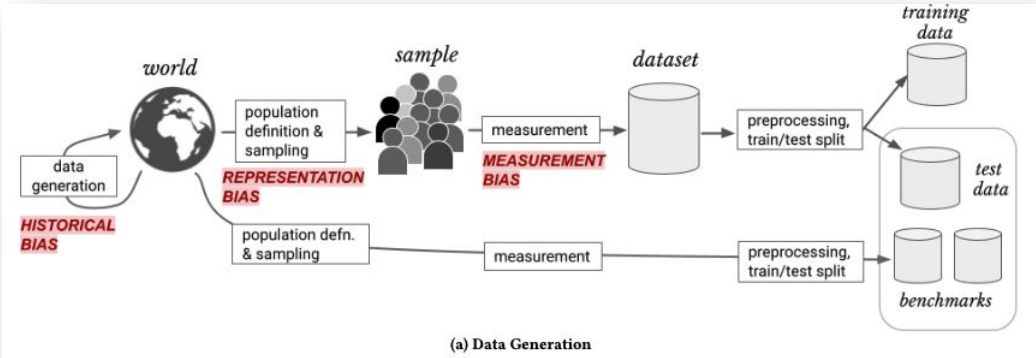 training
data
world
sample
dataset
population
definition &
sampling
measurement
preprocessing,
train/test split
data
generation
REPRESENTATION
BIAS
MEASUREMENT
BIAS
test
data
HISTORICAL
BIAS
population defn.
& sampling
measurement
preprocessing,
train/test split
benchmarks
(a) Data Generation